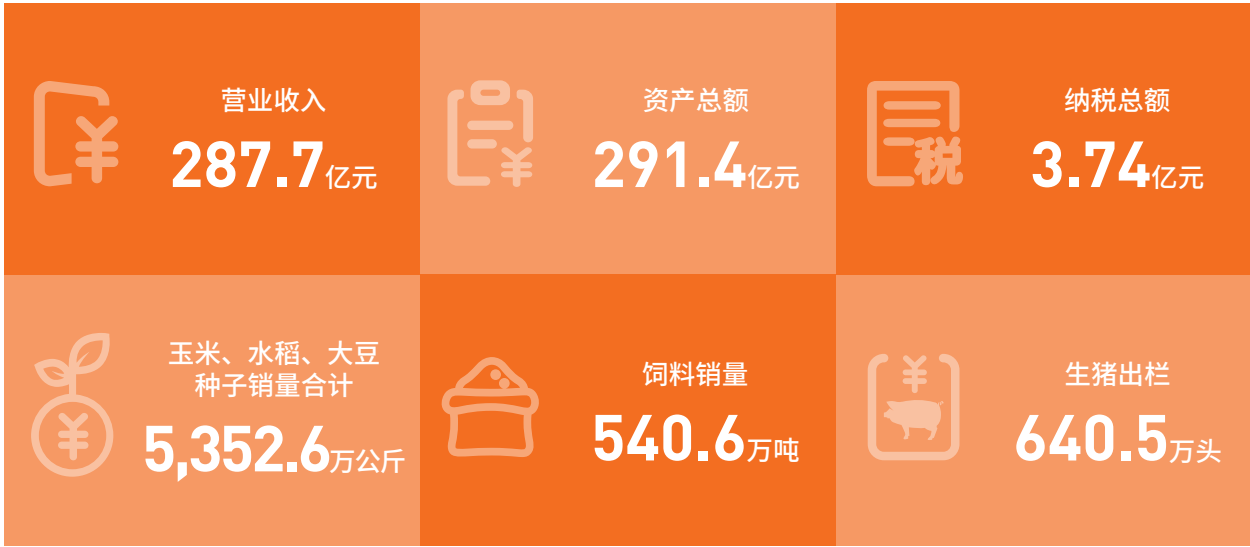 营业收入
287.7亿元
资产总额
291.4亿元
纳税总额
3.74亿元
税
玉米、水稻、大豆
种子销量合计
5,352.6万公斤
饲料销量
540.6万吨
生猪出栏
640.5万头